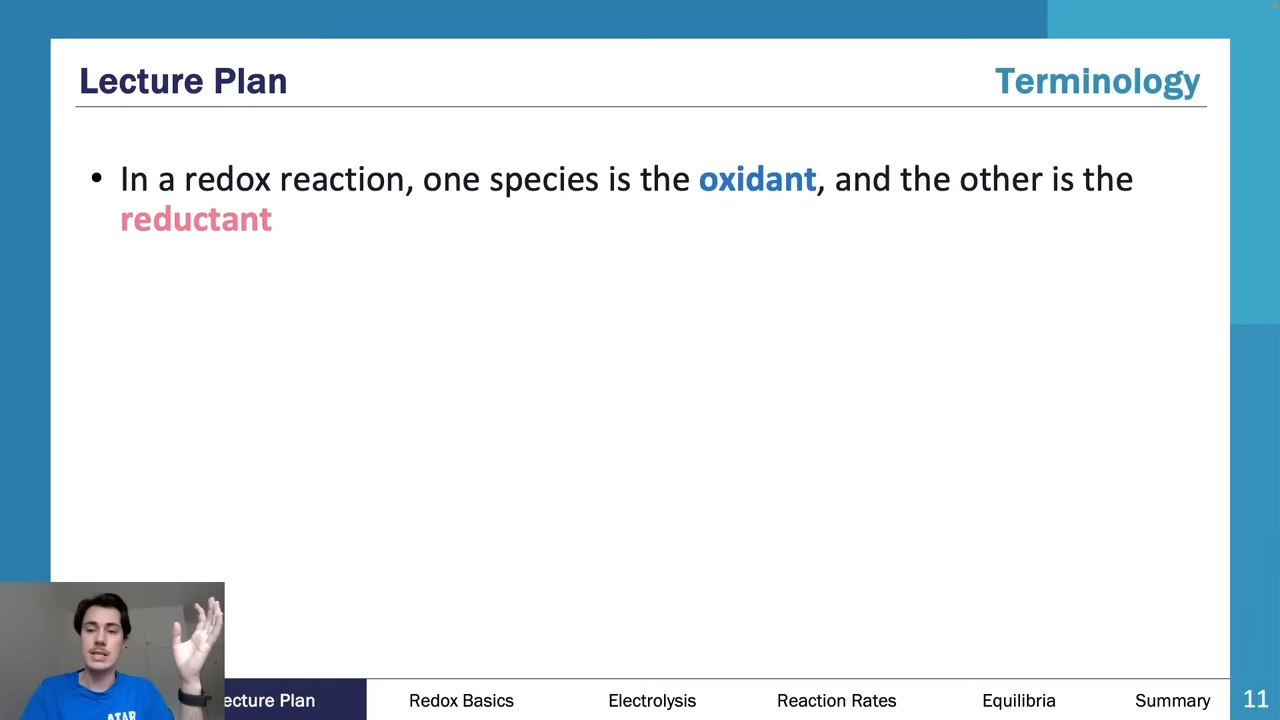 Lecture Plan
Terminology
• In a redox reaction, one species is the oxidant, and the other is the
reductant
ATAR
ecture Plan
Redox Basics
Electrolysis
Reaction Rates
Equilibria
Summary
11